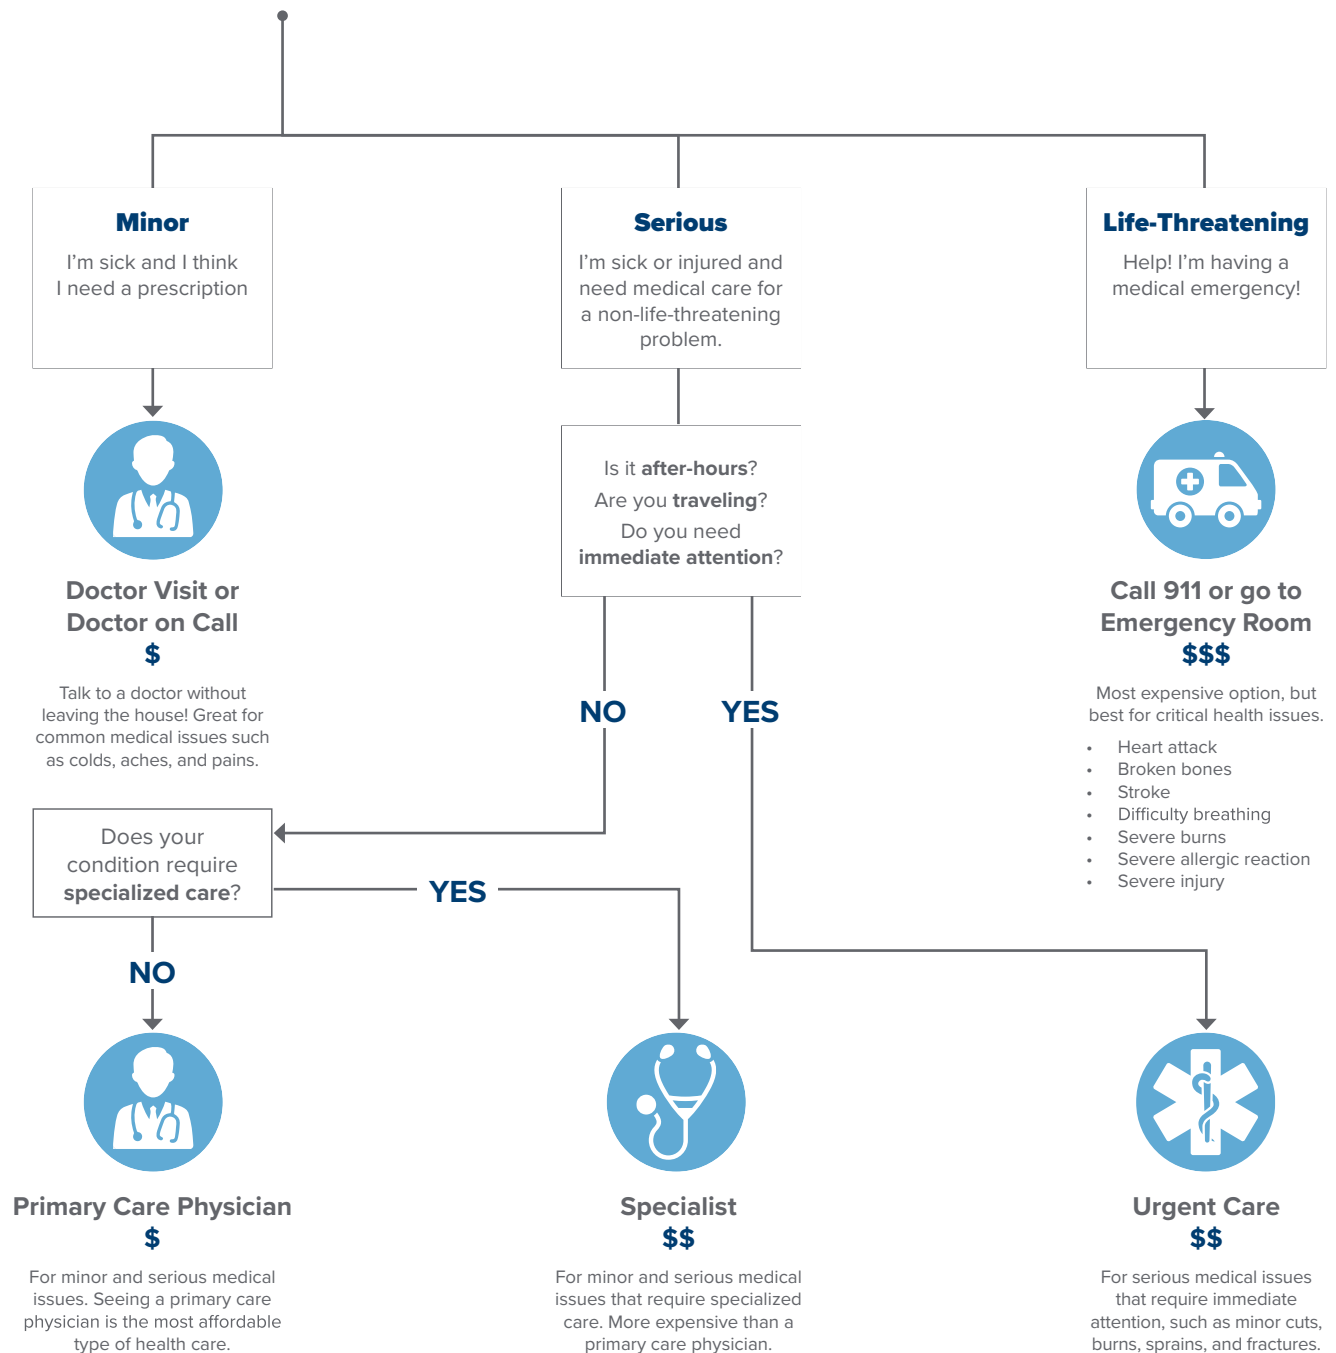 Minor
I'm sick and I think
I need a prescription
Serious
I'm sick or injured and
need medical care for
a non-life-threatening
problem.
Life-Threatening
Help! I'm having a
medical emergency!
Is it after-hours?
Are you traveling?
Do you need
immediate attention?
Doctor Visit or
Doctor on Call
$
Talk to a doctor without
leaving the house! Great for
common medical issues such
as colds, aches, and pains.
Call 911 or go to
Emergency Room
$$$
Most expensive option, but
best for critical health issues.
• Heart attack
• Broken bones
• Stroke
• Difficulty breathing
• Severe burns
• Severe allergic reaction
• Severe injury
NO
YES
Does your
condition require
specialized care?
YES
NO
Primary Care Physician
$
For minor and serious medical
issues. Seeing a primary care
physician is the most affordable
type of health care.
Specialist
$$
For minor and serious medical
issues that require specialized
care. More expensive than a
primary care physician.
Urgent Care
$$
For serious medical issues
that require immediate
attention, such as minor cuts,
burns, sprains, and fractures.